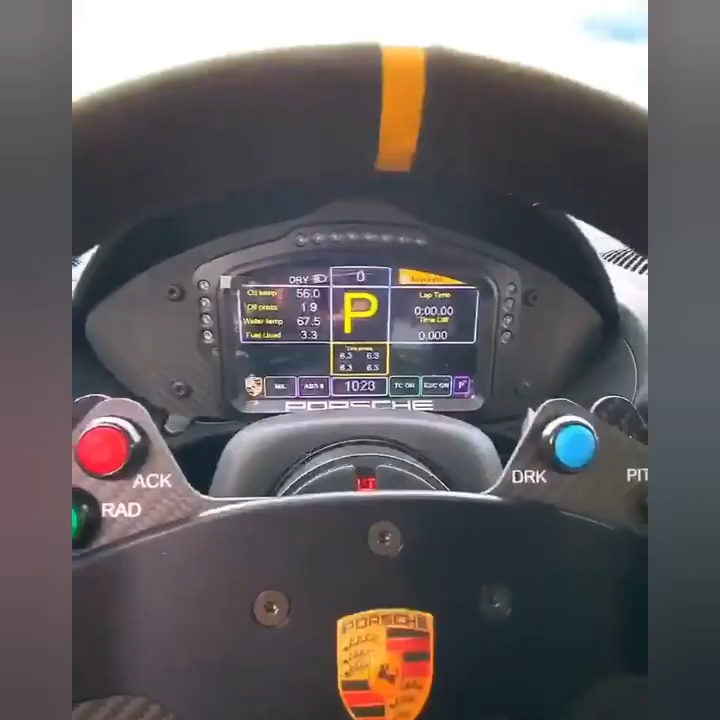 DRY
0
Oil temp 56.0
Oil press 1.9
Water temp 67.5
Fuel Used 3.3
P
Lap Time
0:00.00
Time Diff
0.000
6.3 6.3
6.3 6.3
1023
TC ON
ESC ON
P
PORSCHE
ACK
RAD
DRK
PIT
PORSCHE